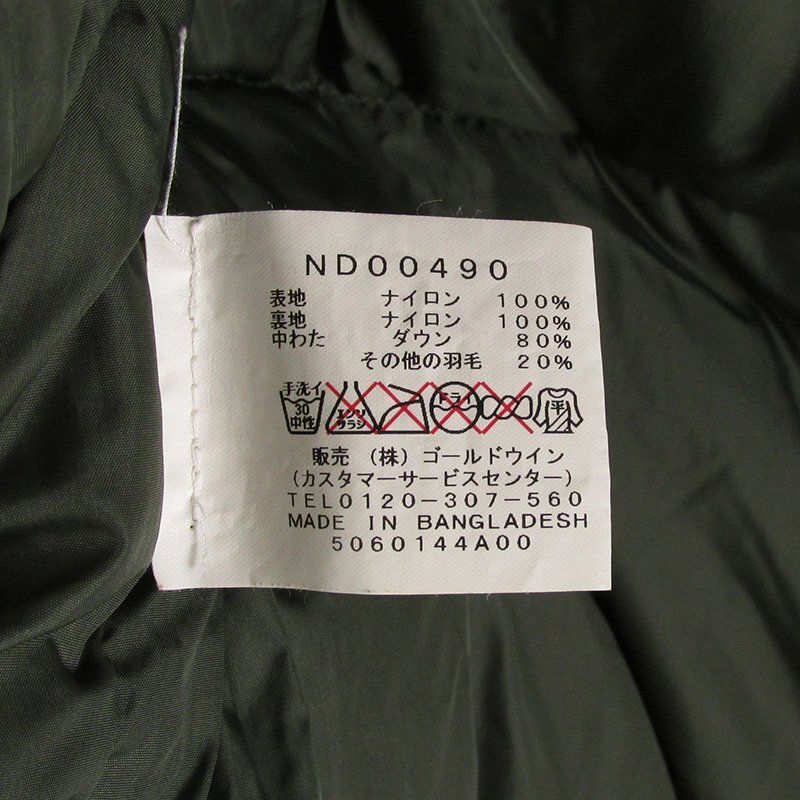 ND00490
表地 ナイロン 100%
裏地 ナイロン 100%
中わた ダウン 80%
その他の羽毛 20%
手洗イ
30
中性
エンソ
サラシ
ドライ
平
販売 (株) ゴールドウイン
(カスタマーサービスセンター)
TEL0120-307-560
MADE IN BANGLADESH
5060144A00